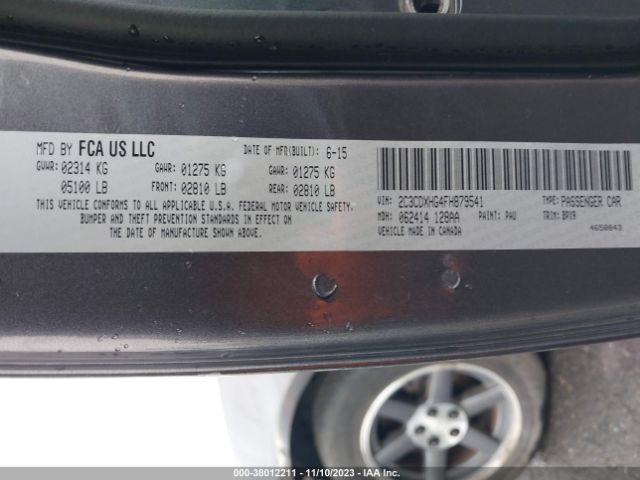 MFD BY FCA US LLC DATE OF MFR(BUILT): 6-15
GVWR: 02314 KG GAWR: 01275 KG GAWR: 01275 KG
05100 LB FRONT: 02810 LB REAR: 02810 LB
THIS VEHICLE CONFORMS TO ALL APPLICABLE U.S.A. FEDERAL MOTOR VEHICLE SAFETY,
BUMPER AND THEFT PREVENTION STANDARDS IN EFFECT ON
THE DATE OF MANUFACTURE SHOWN ABOVE.
VIN: 2C3CDXHG4FH879541 TYPE: PASSENGER CAR
MDH: 062414 128AA PAINT: PAU TRIM: BPX9
VEHICLE MADE IN CANADA 4650843
000-38012211 - 11/10/2023 - IAA Inc.